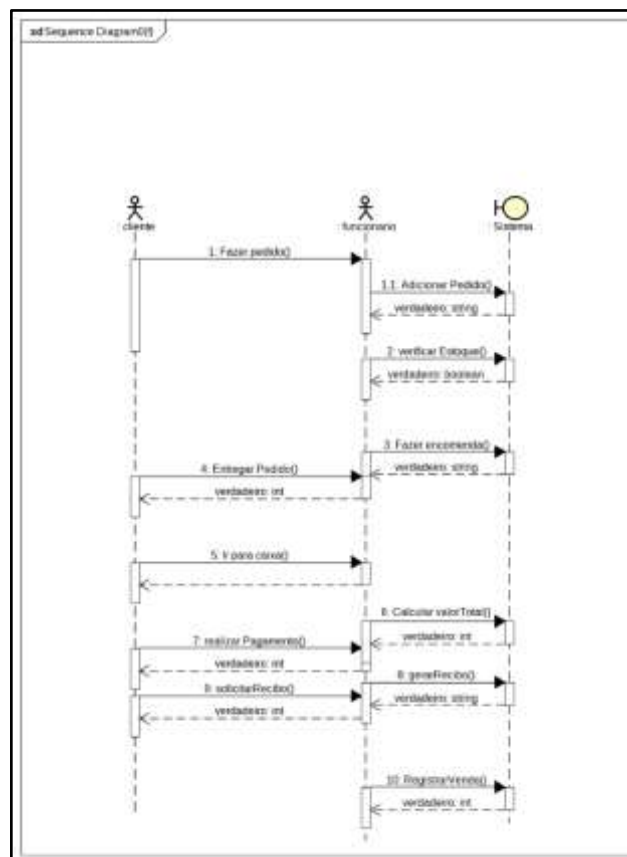 sd Sequence Diagram0
cliente
funcionario
Sistema
1: Fazer pedido()
1.1: Adicionar Pedido()
verdadeiro: string
2: verificar Estoque()
verdadeiro: boolean
3: Fazer encomenda()
4: Entregar Pedido()
verdadeiro: string
verdadeiro: int
5: Ir para caixa()
6: Calcular valorTotal()
verdadeiro: int
7: realizar Pagamento()
verdadeiro: int
8: gerarRecibo()
9: solicitarRecibo()
verdadeiro: string
verdadeiro: int
10: RegistrarVenda()
verdadeiro: int